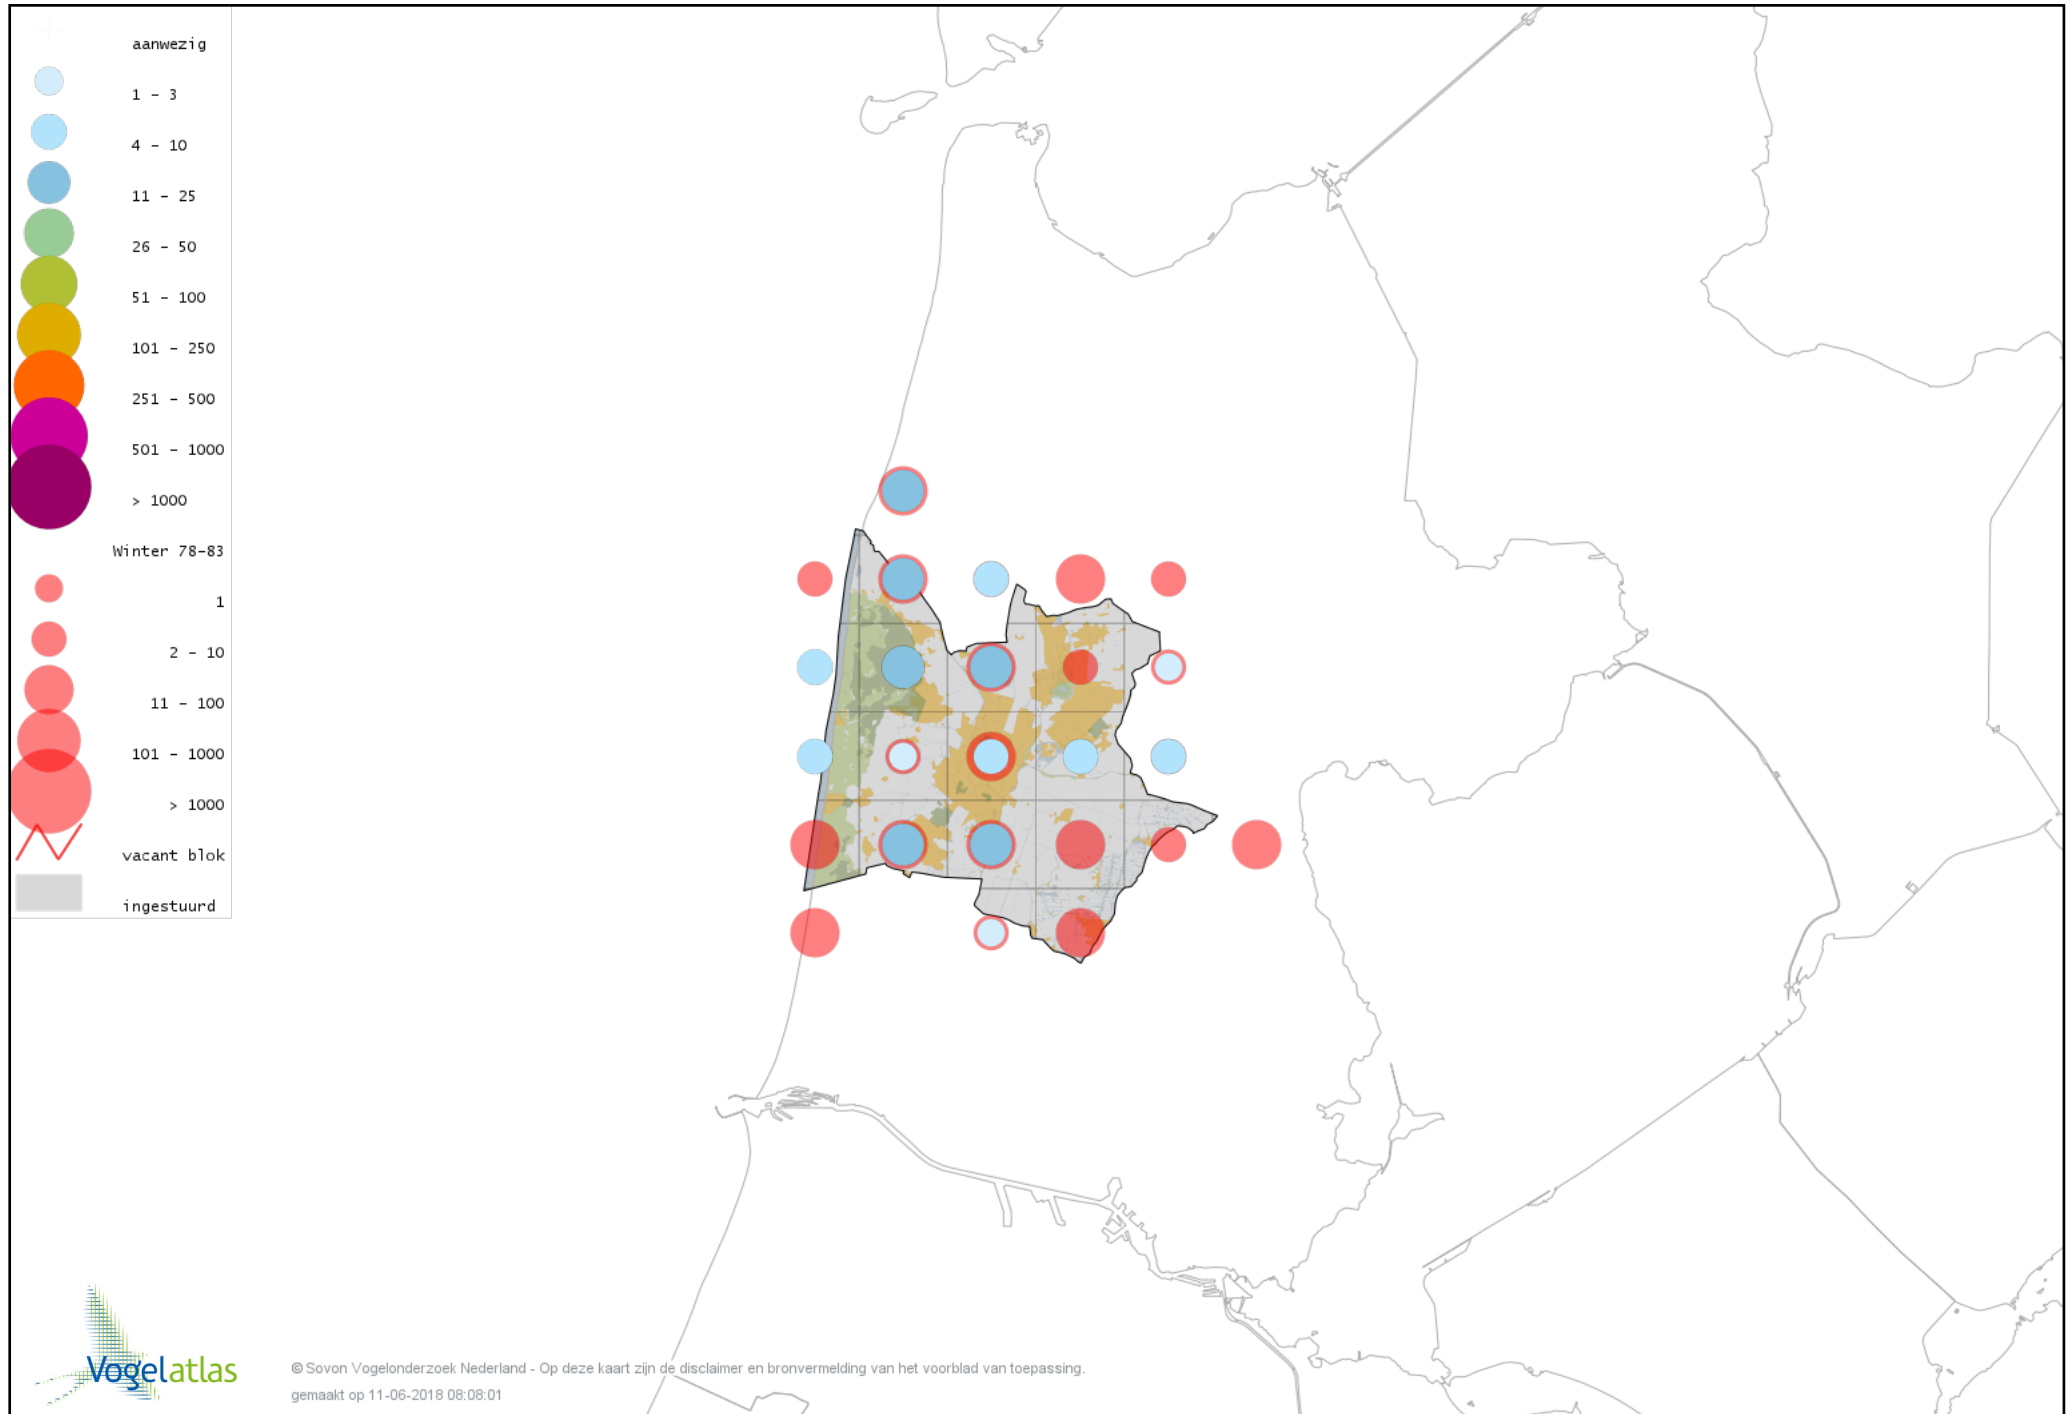 aanwezig
1 - 3
4 - 10
11 - 25
26 - 50
51 - 100
101 - 250
251 - 500
501 - 1000
> 1000
Winter 78-83
1
2 - 10
11 - 100
101 - 1000
> 1000
vacant blok
ingestuurd
Vogelatlas
© Sovon Vogelonderzoek Nederland - Op deze kaart zijn de disclaimer en bronvermelding van het voorblad van toepassing.
gemaakt op 11-06-2018 08:08:01